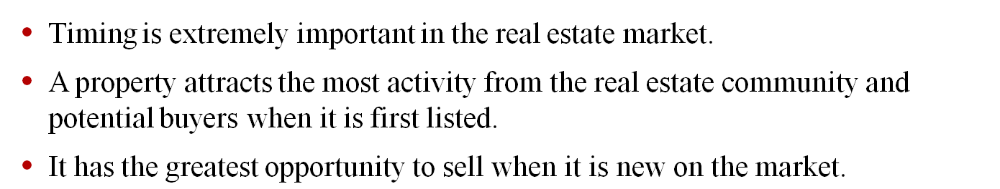 • Timing is extremely important in the real estate market.
• A property attracts the most activity from the real estate community and
potential buyers when it is first listed.
• It has the greatest opportunity to sell when it is new on the market.